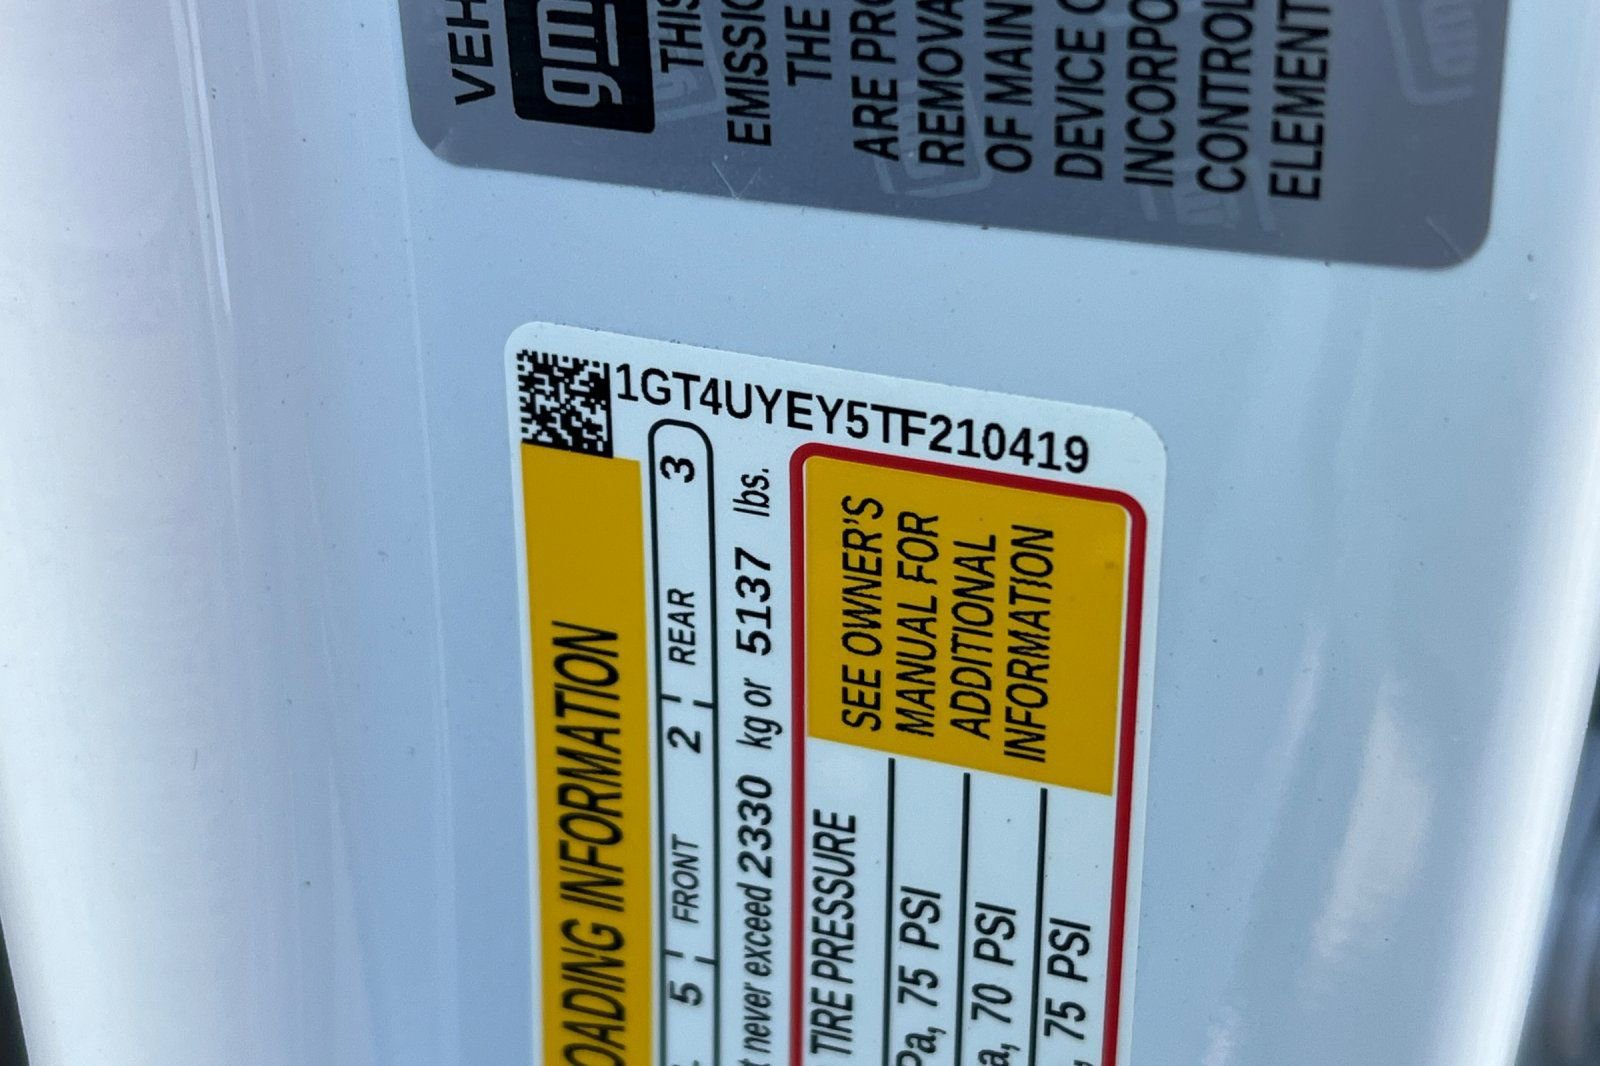 VEH
gm
THIS
EMISSIO
THE
ARE PRO
REMOVA
OF MAIN
DEVICE O
INCORPO
CONTROL
ELEMENT
1GT4UYEY5TF210419
OADING INFORMATION
5 FRONT 2 REAR 3
t never exceed 2330 kg or 5137 lbs.
TIRE PRESSURE
SEE OWNER'S
MANUAL FOR
ADDITIONAL
INFORMATION
Pa, 75 PSI
a, 70 PSI
, 75 PSI